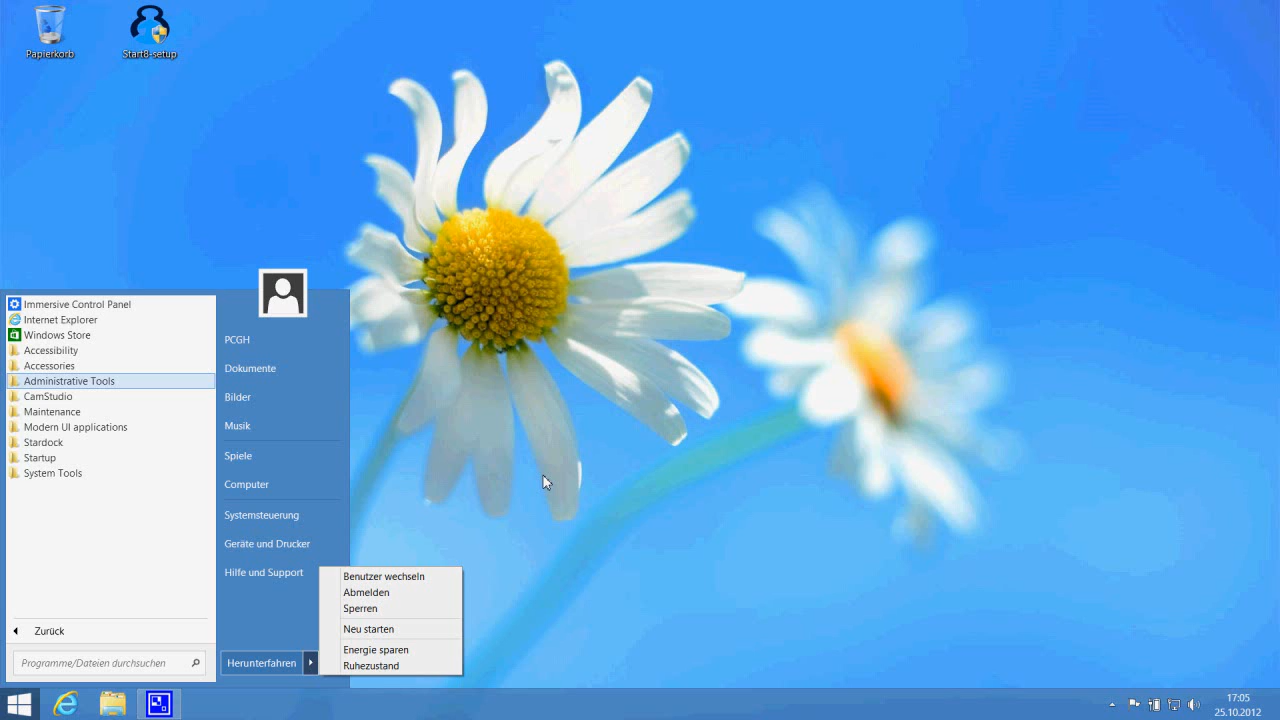 Papierkorb
Start8-setup
Immersive Control Panel
Internet Explorer
Windows Store
Accessibility
Accessories
Administrative Tools
CamStudio
Maintenance
Modern UI applications
Stardock
Startup
System Tools
Zurück
Programme/Dateien durchsuchen
PCGH
Dokumente
Bilder
Musik
Spiele
Computer
Systemsteuerung
Geräte und Drucker
Hilfe und Support
Herunterfahren
Benutzer wechseln
Abmelden
Sperren
Neu starten
Energie sparen
Ruhezustand
17:05
25.10.2012